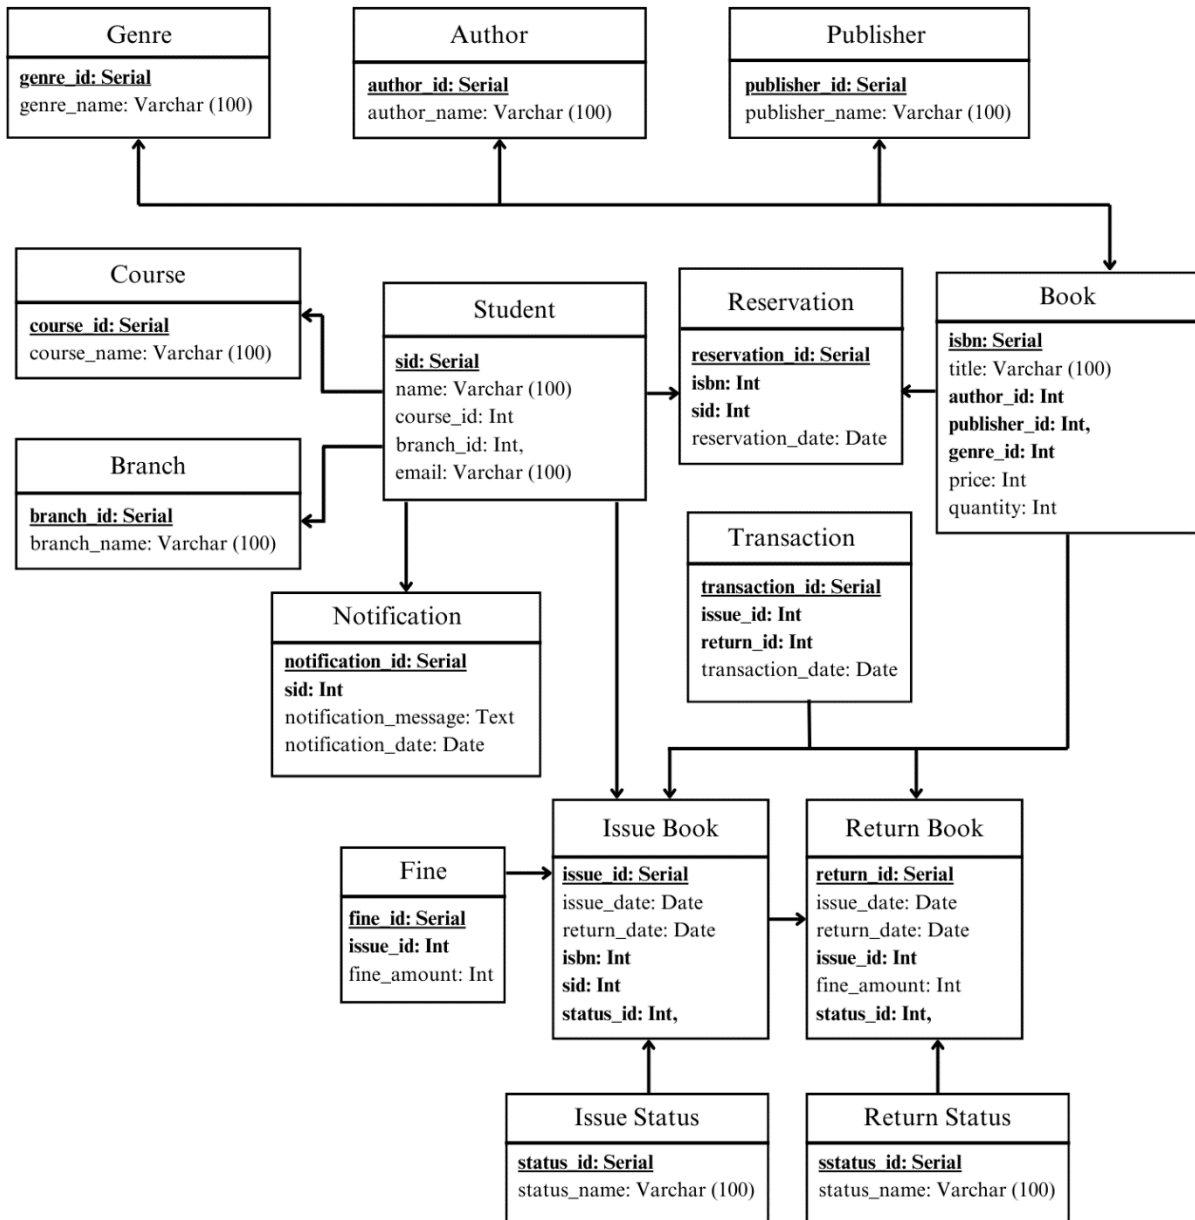 Genre
genre_id: Serial
genre_name: Varchar (100)
Author
author_id: Serial
author_name: Varchar (100)
Publisher
publisher_id: Serial
publisher_name: Varchar (100)
Course
course_id: Serial
course_name: Varchar (100)
Student
sid: Serial
name: Varchar (100)
course_id: Int
branch_id: Int,
email: Varchar (100)
Reservation
reservation_id: Serial
isbn: Int
sid: Int
reservation_date: Date
Book
isbn: Serial
title: Varchar (100)
author_id: Int
publisher_id: Int,
genre_id: Int
price: Int
quantity: Int
Branch
branch_id: Serial
branch_name: Varchar (100)
Transaction
transaction_id: Serial
issue_id: Int
return_id: Int
transaction_date: Date
Notification
notification_id: Serial
sid: Int
notification_message: Text
notification_date: Date
Fine
fine_id: Serial
issue_id: Int
fine_amount: Int
Issue Book
issue_id: Serial
issue_date: Date
return_date: Date
isbn: Int
sid: Int
status_id: Int,
Return Book
return_id: Serial
issue_date: Date
return_date: Date
issue_id: Int
fine_amount: Int
status_id: Int,
Issue Status
status_id: Serial
status_name: Varchar (100)
Return Status
sstatus_id: Serial
status_name: Varchar (100)